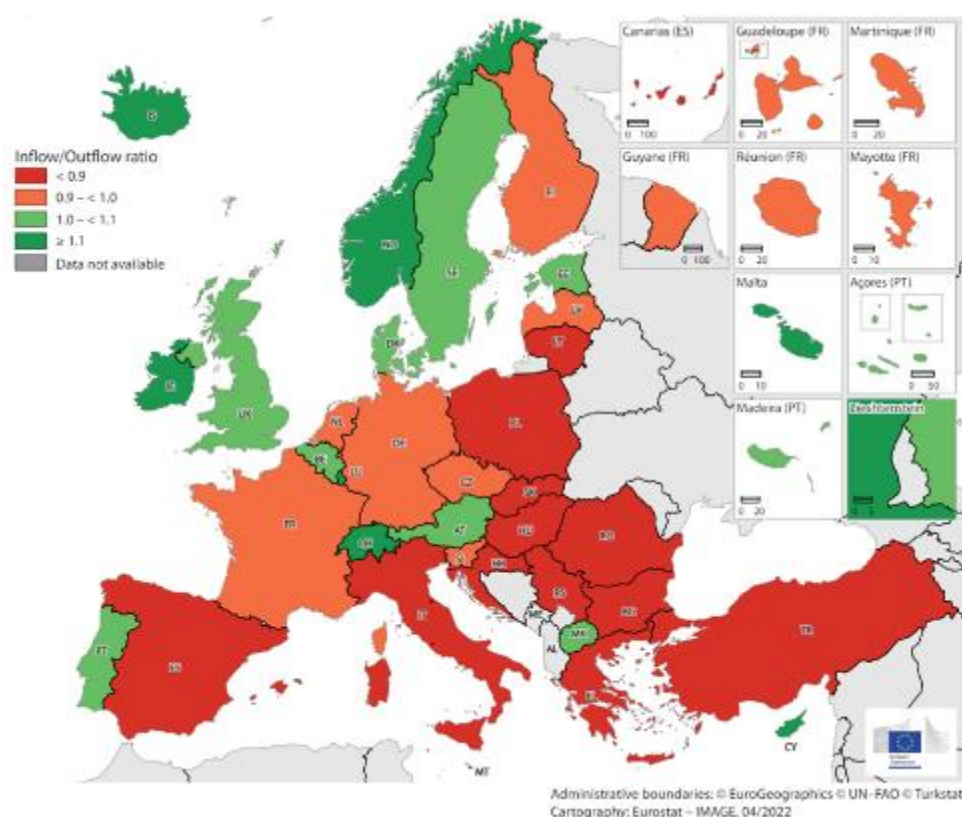 Canarias (ES)
Guadeloupe (FR)
Martinique (FR)
0 100
0 20
0 20
IS
Inflow/Outflow ratio
< 0.9
0.9 – < 1.0
1.0 – < 1.1
≥ 1.1
Data not available
Guyane (FR)
Réunion (FR)
Mayotte (FR)
0 100
0 20
0 10
FI
NO
SE
EE
Malta
Açores (PT)
LV
LT
DK
0 10
0 50
IE
UK
NL
DE
PL
Madeira (PT)
Liechtenstein
BE
LU
CZ
0 20
0 5
SK
FR
AT
HU
CH
RO
HR
RS
IT
BG
ME
MK
AL
PT
ES
TR
EL
CY
MT
Administrative boundaries: © EuroGeographics © UN–FAO © Turkstat
Cartography: Eurostat – IMAGE, 04/2022